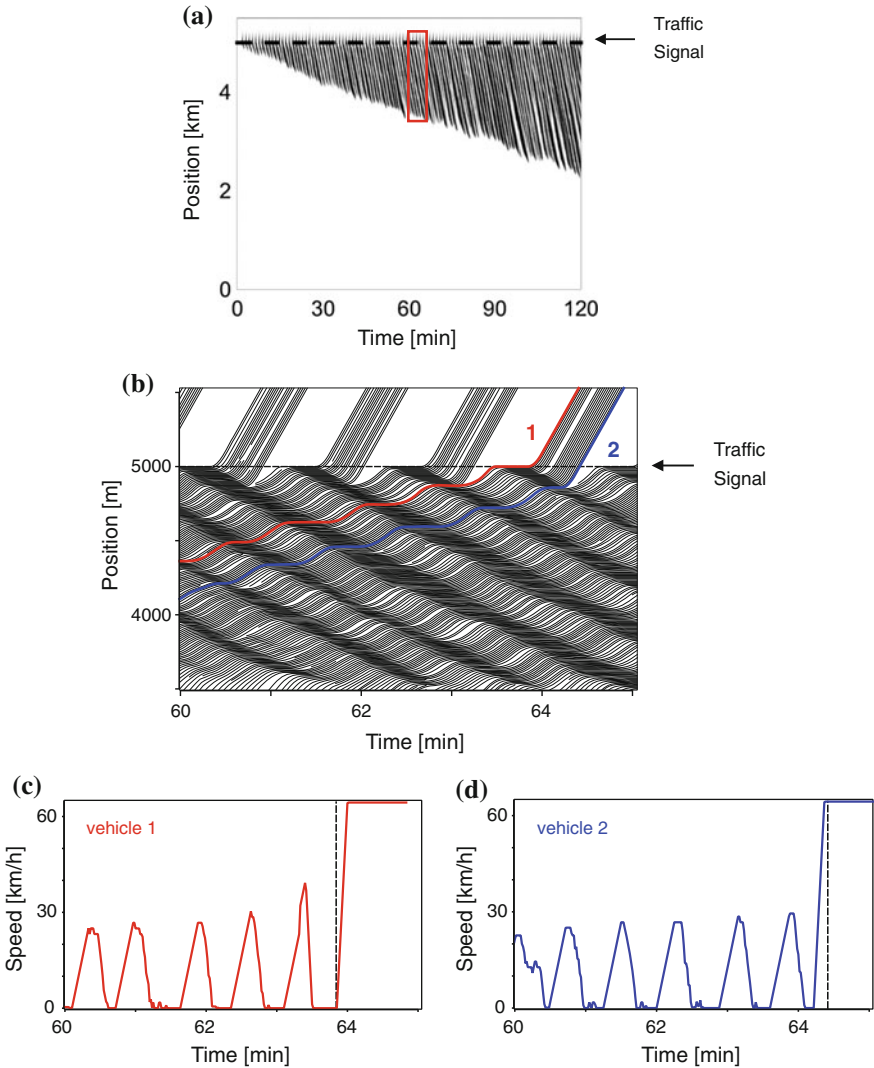 (a)
Traffic
Signal
Position [km]
4
2
0
0 30 60 90 120
Time [min]
(b)
1
2
Traffic
Signal
Position [m]
5000
4000
60 62 64
Time [min]
(c)
vehicle 1
Speed [km/h]
60
30
0
60 62 64
Time [min]
(d)
vehicle 2
Speed [km/h]
60
30
0
60 62 64
Time [min]